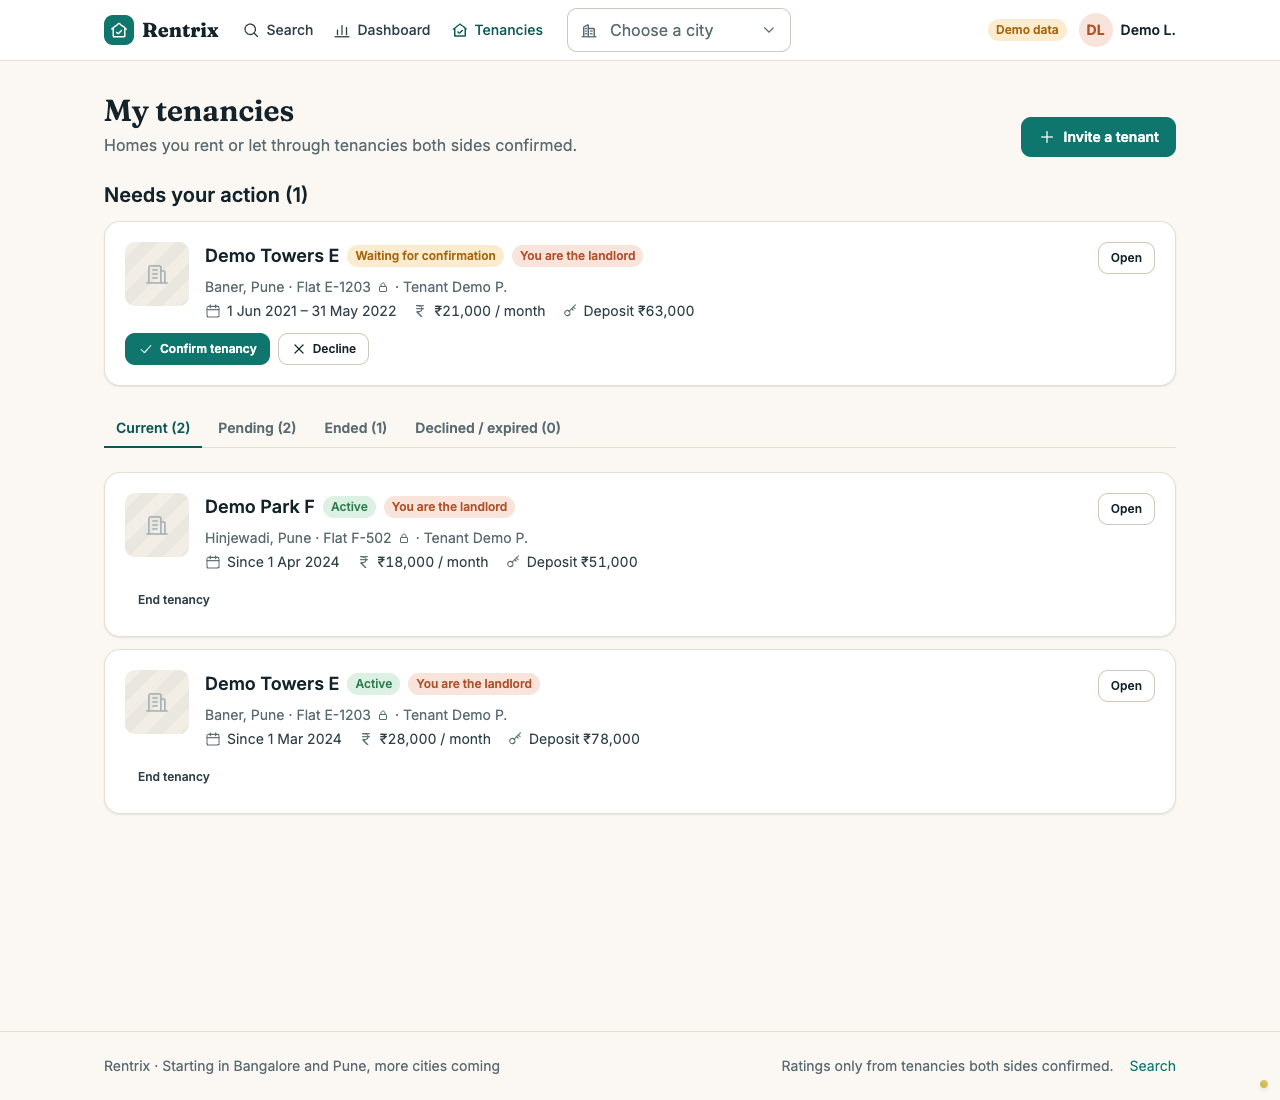 Rentrix
Search
Dashboard
Tenancies
Choose a city
Demo data
DL
Demo L.
My tenancies
Homes you rent or let through tenancies both sides confirmed.
Invite a tenant
Needs your action (1)
Demo Towers E
Waiting for confirmation
You are the landlord
Open
Baner, Pune · Flat E-1203 · Tenant Demo P.
1 Jun 2021 – 31 May 2022
₹ ₹21,000 / month
Deposit ₹63,000
Confirm tenancy
Decline
Current (2)
Pending (2)
Ended (1)
Declined / expired (0)
Demo Park F
Active
You are the landlord
Open
Hinjewadi, Pune · Flat F-502 · Tenant Demo P.
Since 1 Apr 2024
₹ ₹18,000 / month
Deposit ₹51,000
End tenancy
Demo Towers E
Active
You are the landlord
Open
Baner, Pune · Flat E-1203 · Tenant Demo P.
Since 1 Mar 2024
₹ ₹28,000 / month
Deposit ₹78,000
End tenancy
Rentrix · Starting in Bangalore and Pune, more cities coming
Ratings only from tenancies both sides confirmed.
Search